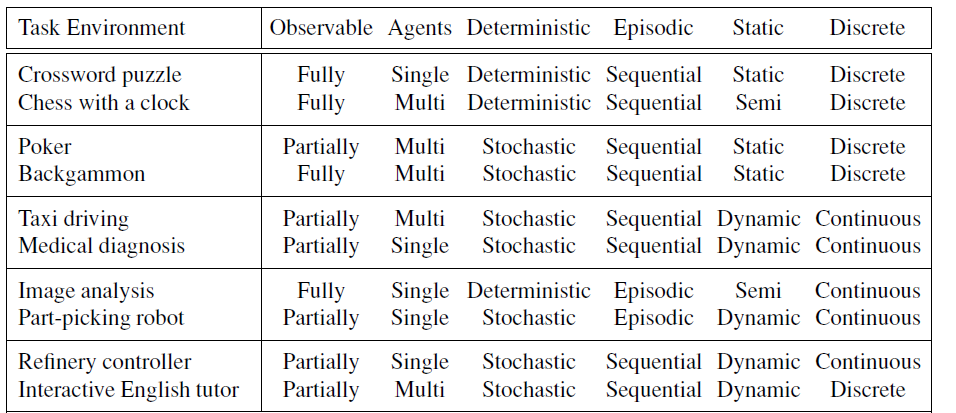 Task Environment Observable Agents Deterministic Episodic Static Discrete
Crossword puzzle Fully Single Deterministic Sequential Static Discrete
Chess with a clock Fully Multi Deterministic Sequential Semi Discrete
Poker Partially Multi Stochastic Sequential Static Discrete
Backgammon Fully Multi Stochastic Sequential Static Discrete
Taxi driving Partially Multi Stochastic Sequential Dynamic Continuous
Medical diagnosis Partially Single Stochastic Sequential Dynamic Continuous
Image analysis Fully Single Deterministic Episodic Semi Continuous
Part-picking robot Partially Single Stochastic Episodic Dynamic Continuous
Refinery controller Partially Single Stochastic Sequential Dynamic Continuous
Interactive English tutor Partially Multi Stochastic Sequential Dynamic Discrete